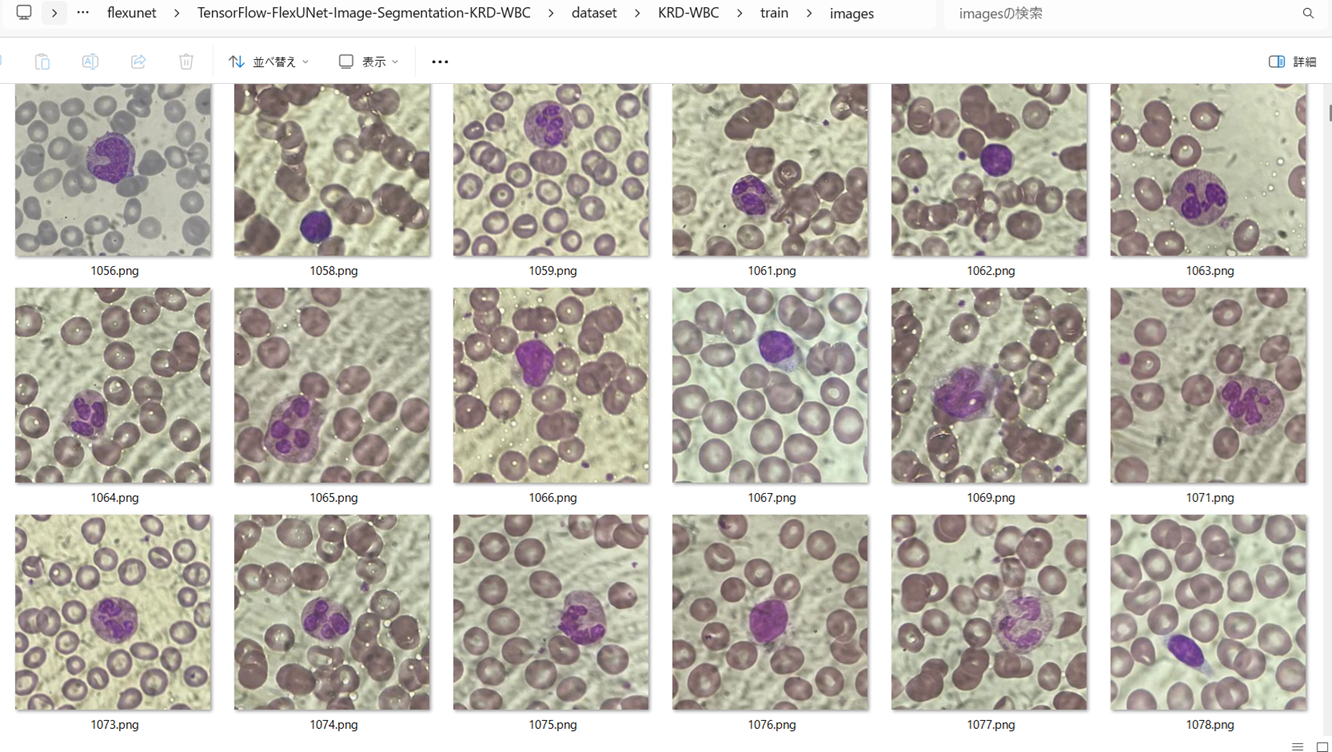 … flexunet > TensorFlow-FlexUNet-Image-Segmentation-KRD-WBC > dataset > KRD-WBC > train > images
imagesの検索
並べ替え 表示 … 詳細
1056.png 1058.png 1059.png 1061.png 1062.png 1063.png
1064.png 1065.png 1066.png 1067.png 1069.png 1071.png
1073.png 1074.png 1075.png 1076.png 1077.png 1078.png